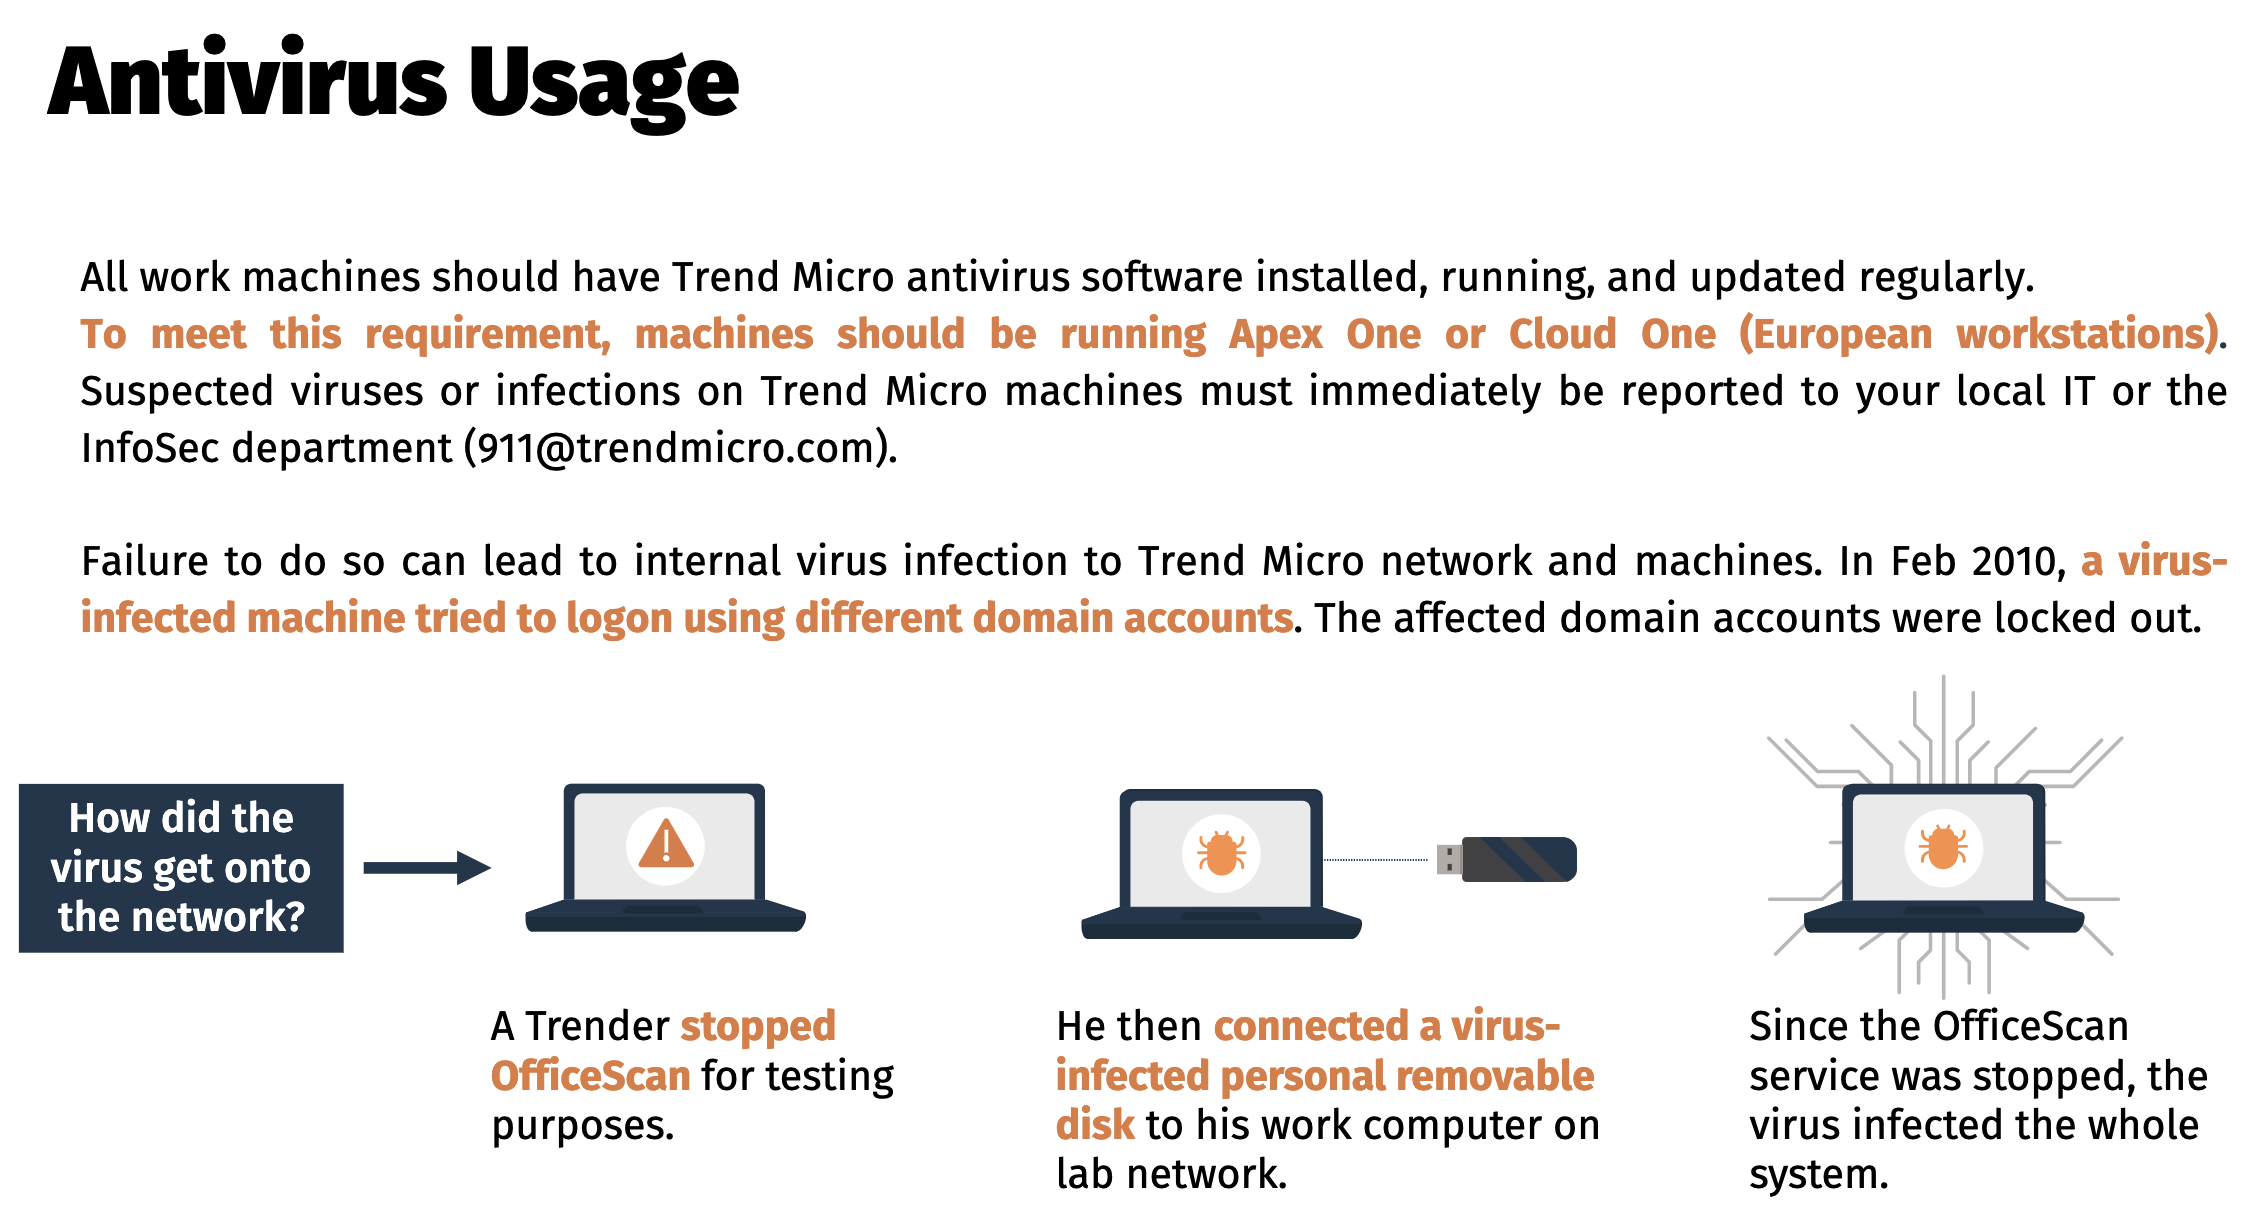 Antivirus Usage
All work machines should have Trend Micro antivirus software installed, running, and updated regularly.
To meet this requirement, machines should be running Apex One or Cloud One (European workstations).
Suspected viruses or infections on Trend Micro machines must immediately be reported to your local IT or the
InfoSec department (911@trendmicro.com).
Failure to do so can lead to internal virus infection to Trend Micro network and machines. In Feb 2010, a virus-
infected machine tried to logon using different domain accounts. The affected domain accounts were locked out.
How did the
virus get onto
the network?
A Trender stopped
OfficeScan for testing
purposes.
He then connected a virus-
infected personal removable
disk to his work computer on
lab network.
Since the OfficeScan
service was stopped, the
virus infected the whole
system.